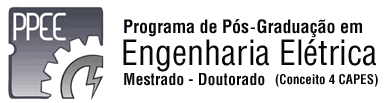 PPEE
Programa de Pós-Graduação em
Engenharia Elétrica
Mestrado - Doutorado (Conceito 4 CAPES)